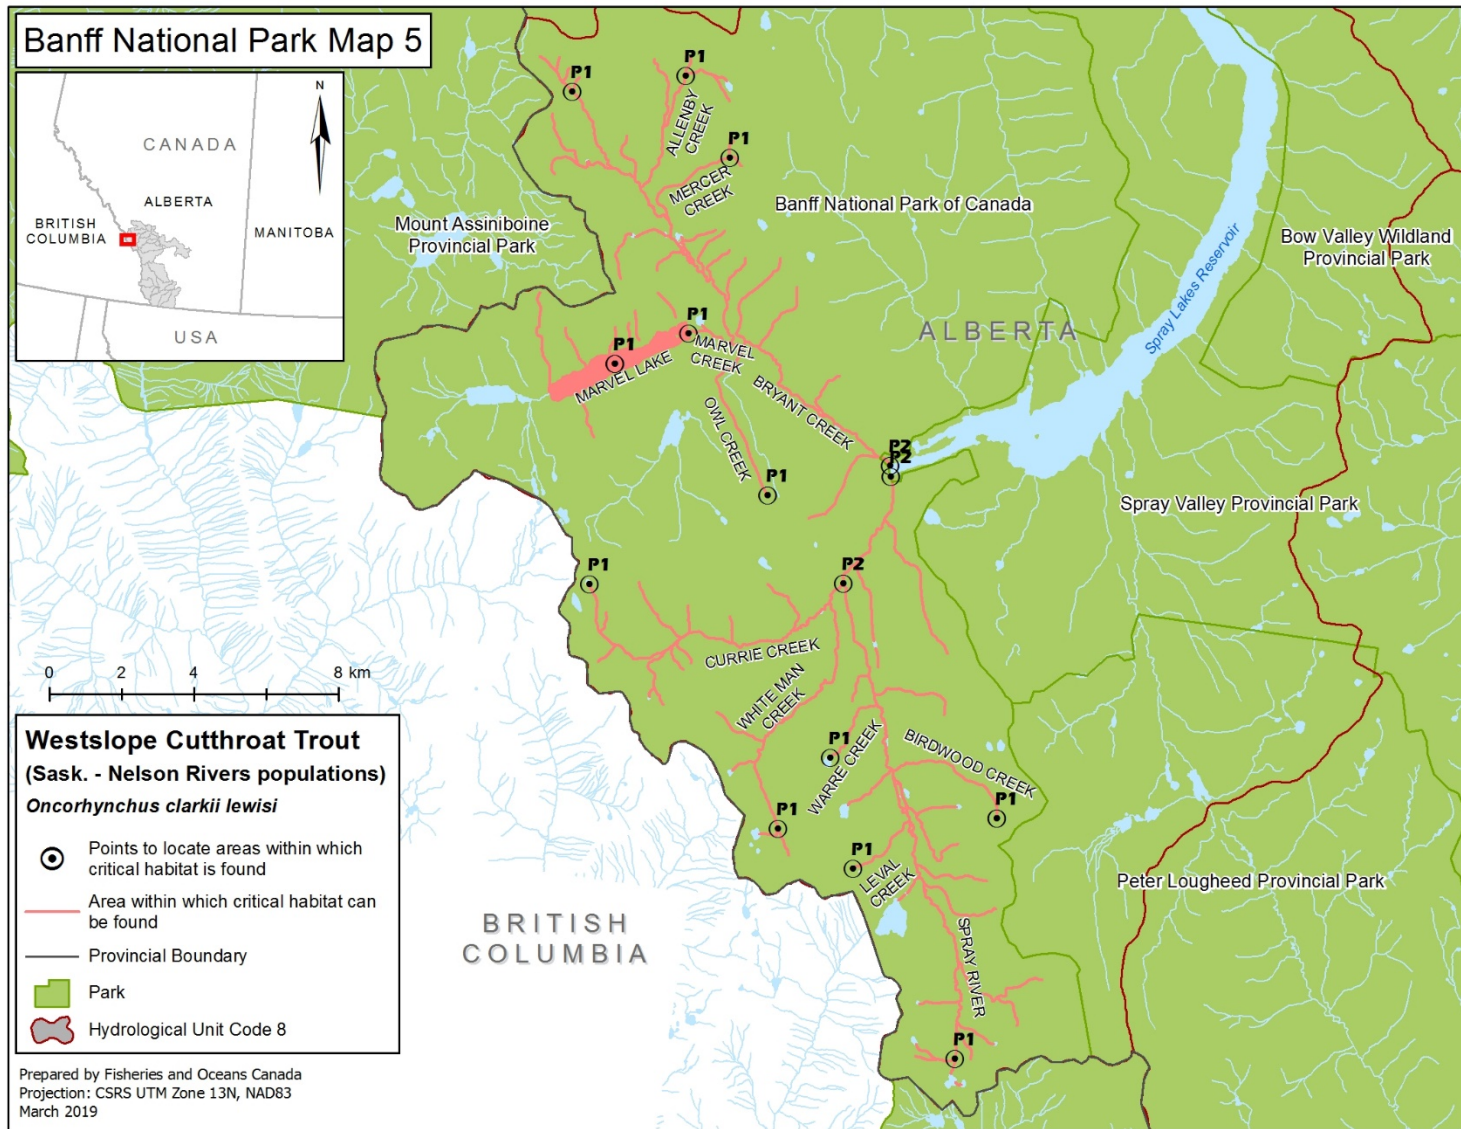 Banff National Park Map 5
N
CANADA
ALBERTA
BRITISH
COLUMBIA
MANITOBA
USA
P1
P1
ALLENBY
CREEK
P1
MERCER
CREEK
Mount Assiniboine
Provincial Park
Banff National Park of Canada
Bow Valley Wildland
Provincial Park
Spray Lakes Reservoir
ALBERTA
P1
P1
MARVEL
CREEK
MARVEL LAKE
BRYANT CREEK
OWL CREEK
P2
P2
P1
Spray Valley Provincial Park
P1
P2
CURRIE CREEK
WHITE MAN
CREEK
P1
WARRE CREEK
BIRDWOOD CREEK
P1
P1
P1
LEVAL
CREEK
Peter Lougheed Provincial Park
BRITISH
COLUMBIA
SPRAY RIVER
P1
0 2 4 8 km
Westslope Cutthroat Trout
(Sask. - Nelson Rivers populations)
Oncorhynchus clarkii lewisi
Points to locate areas within which
critical habitat is found
Area within which critical habitat can
be found
Provincial Boundary
Park
Hydrological Unit Code 8
Prepared by Fisheries and Oceans Canada
Projection: CSRS UTM Zone 13N, NAD83
March 2019